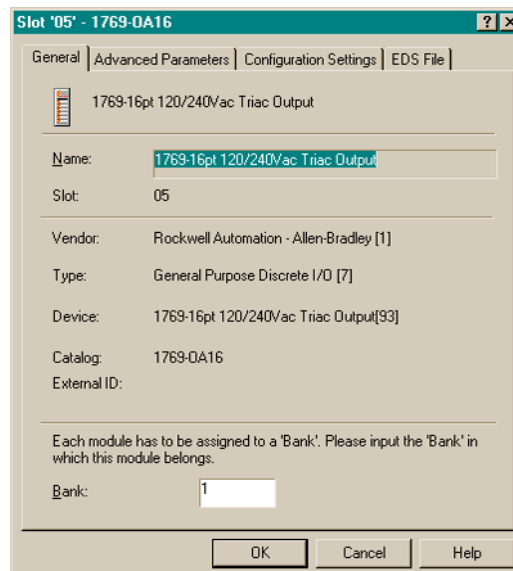 Slot '05' - 1769-OA16
General Advanced Parameters Configuration Settings EDS File
1769-16pt 120/240Vac Triac Output
Name: 1769-16pt 120/240Vac Triac Output
Slot: 05
Vendor: Rockwell Automation - Allen-Bradley [1]
Type: General Purpose Discrete I/O [7]
Device: 1769-16pt 120/240Vac Triac Output[93]
Catalog: 1769-OA16
External ID:
Each module has to be assigned to a 'Bank'. Please input the 'Bank' in
which this module belongs.
Bank: 1
OK Cancel Help